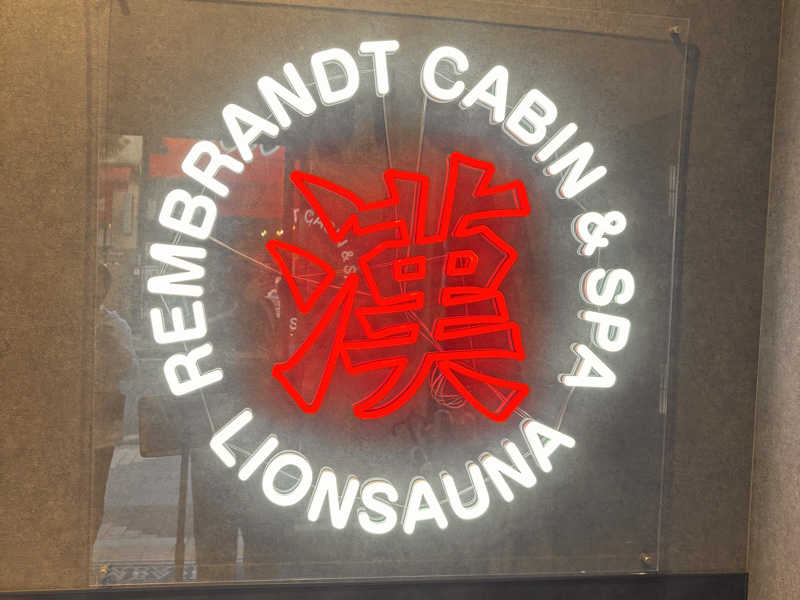 REMBRANDT CABIN & SPA
漢
LIONSAUNA